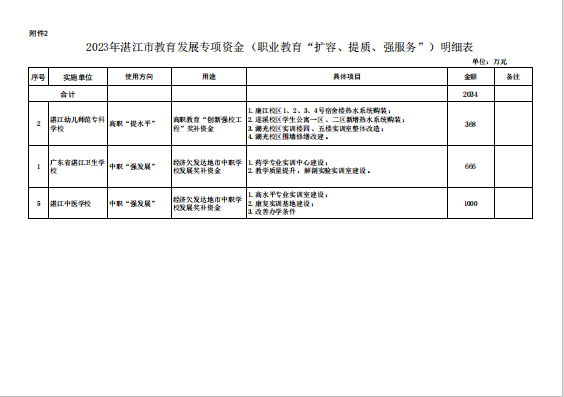 附件2
2023年湛江市教育发展专项资金（职业教育“扩容、提质、强服务”）明细表
单位：万元
序号 实施单位 使用方向 用途 具体项目 金额 备注
合计 2034
2 湛江幼儿师范专科学校 高职“提水平” 高职教育“创新强校工程”奖补资金 1.廉江校区1、2、3、4号宿舍楼热水系统购装；
2.遂溪校区学生公寓一区、二区新增热水系统购装；
3.湖光校区实训楼四、五楼实训室整体改造；
4.湖光校区围墙修缮改建。 368
1 广东省湛江卫生学校 中职“强发展” 经济欠发达地市中职学校发展奖补资金 1.药学专业实训中心建设；
2.教学质量提升，解剖实验实训室建设。 666
5 湛江中医学校 中职“强发展” 经济欠发达地市中职学校发展奖补资金 1.高水平专业实训室建设；
2.康复实训基地建设；
3.改善办学条件 1000